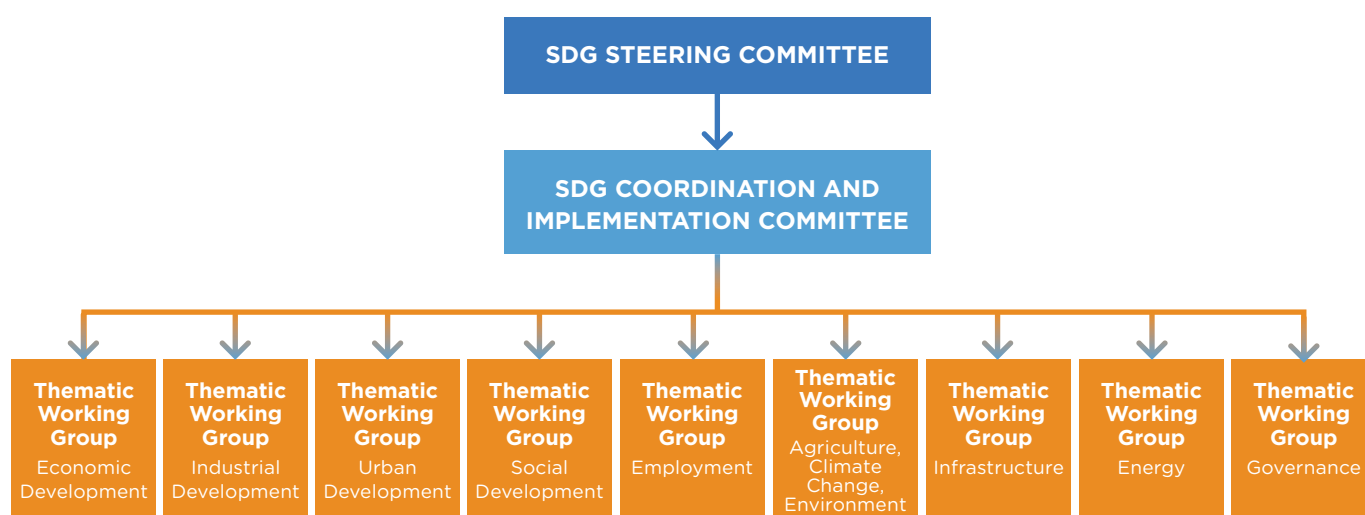 SDG STEERING COMMITTEE
SDG COORDINATION AND
IMPLEMENTATION COMMITTEE
Thematic
Working
Group
Economic
Development
Thematic
Working
Group
Industrial
Development
Thematic
Working
Group
Urban
Development
Thematic
Working
Group
Social
Development
Thematic
Working
Group
Employment
Thematic
Working
Group
Agriculture,
Climate
Change,
Environment
Thematic
Working
Group
Infrastructure
Thematic
Working
Group
Energy
Thematic
Working
Group
Governance